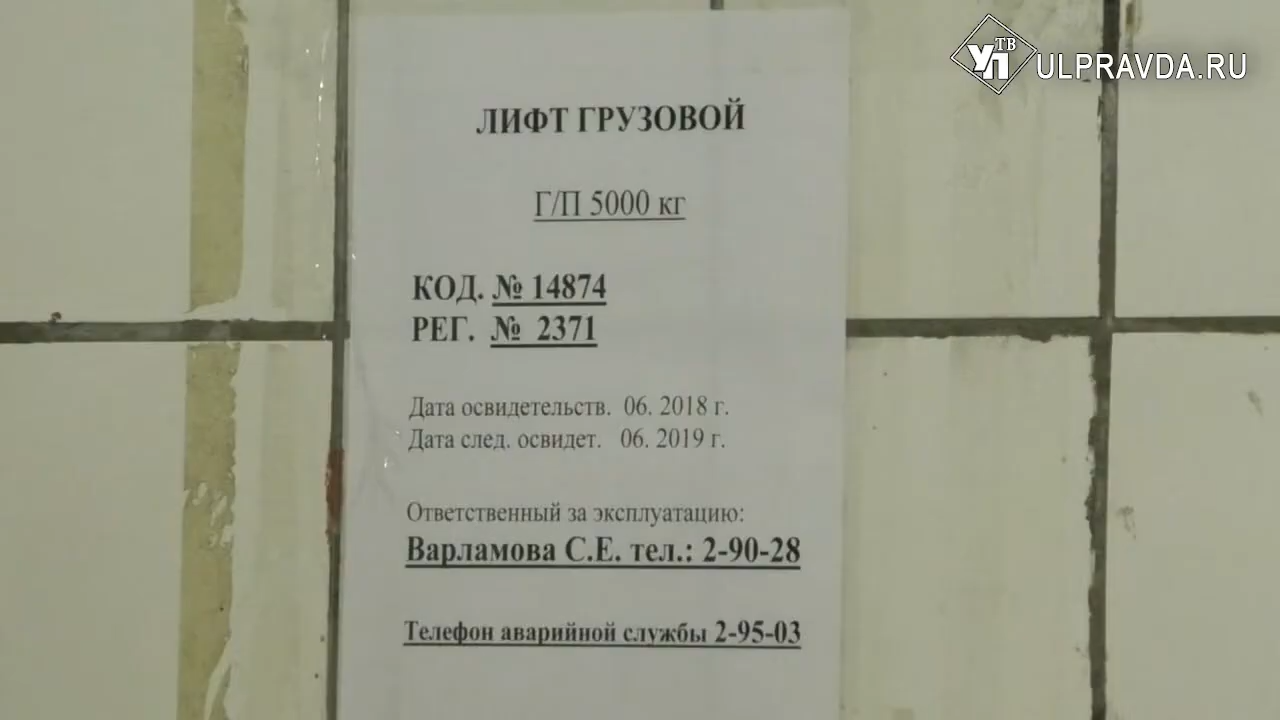 УП ТВ ULPRAVDA.RU
ЛИФТ ГРУЗОВОЙ
Г/П 5000 кг
КОД. № 14874
РЕГ. № 2371
Дата освидетельств. 06. 2018 г.
Дата след. освидет. 06. 2019 г.
Ответственный за эксплуатацию:
Варламова С.Е. тел.: 2-90-28
Телефон аварийной службы 2-95-03